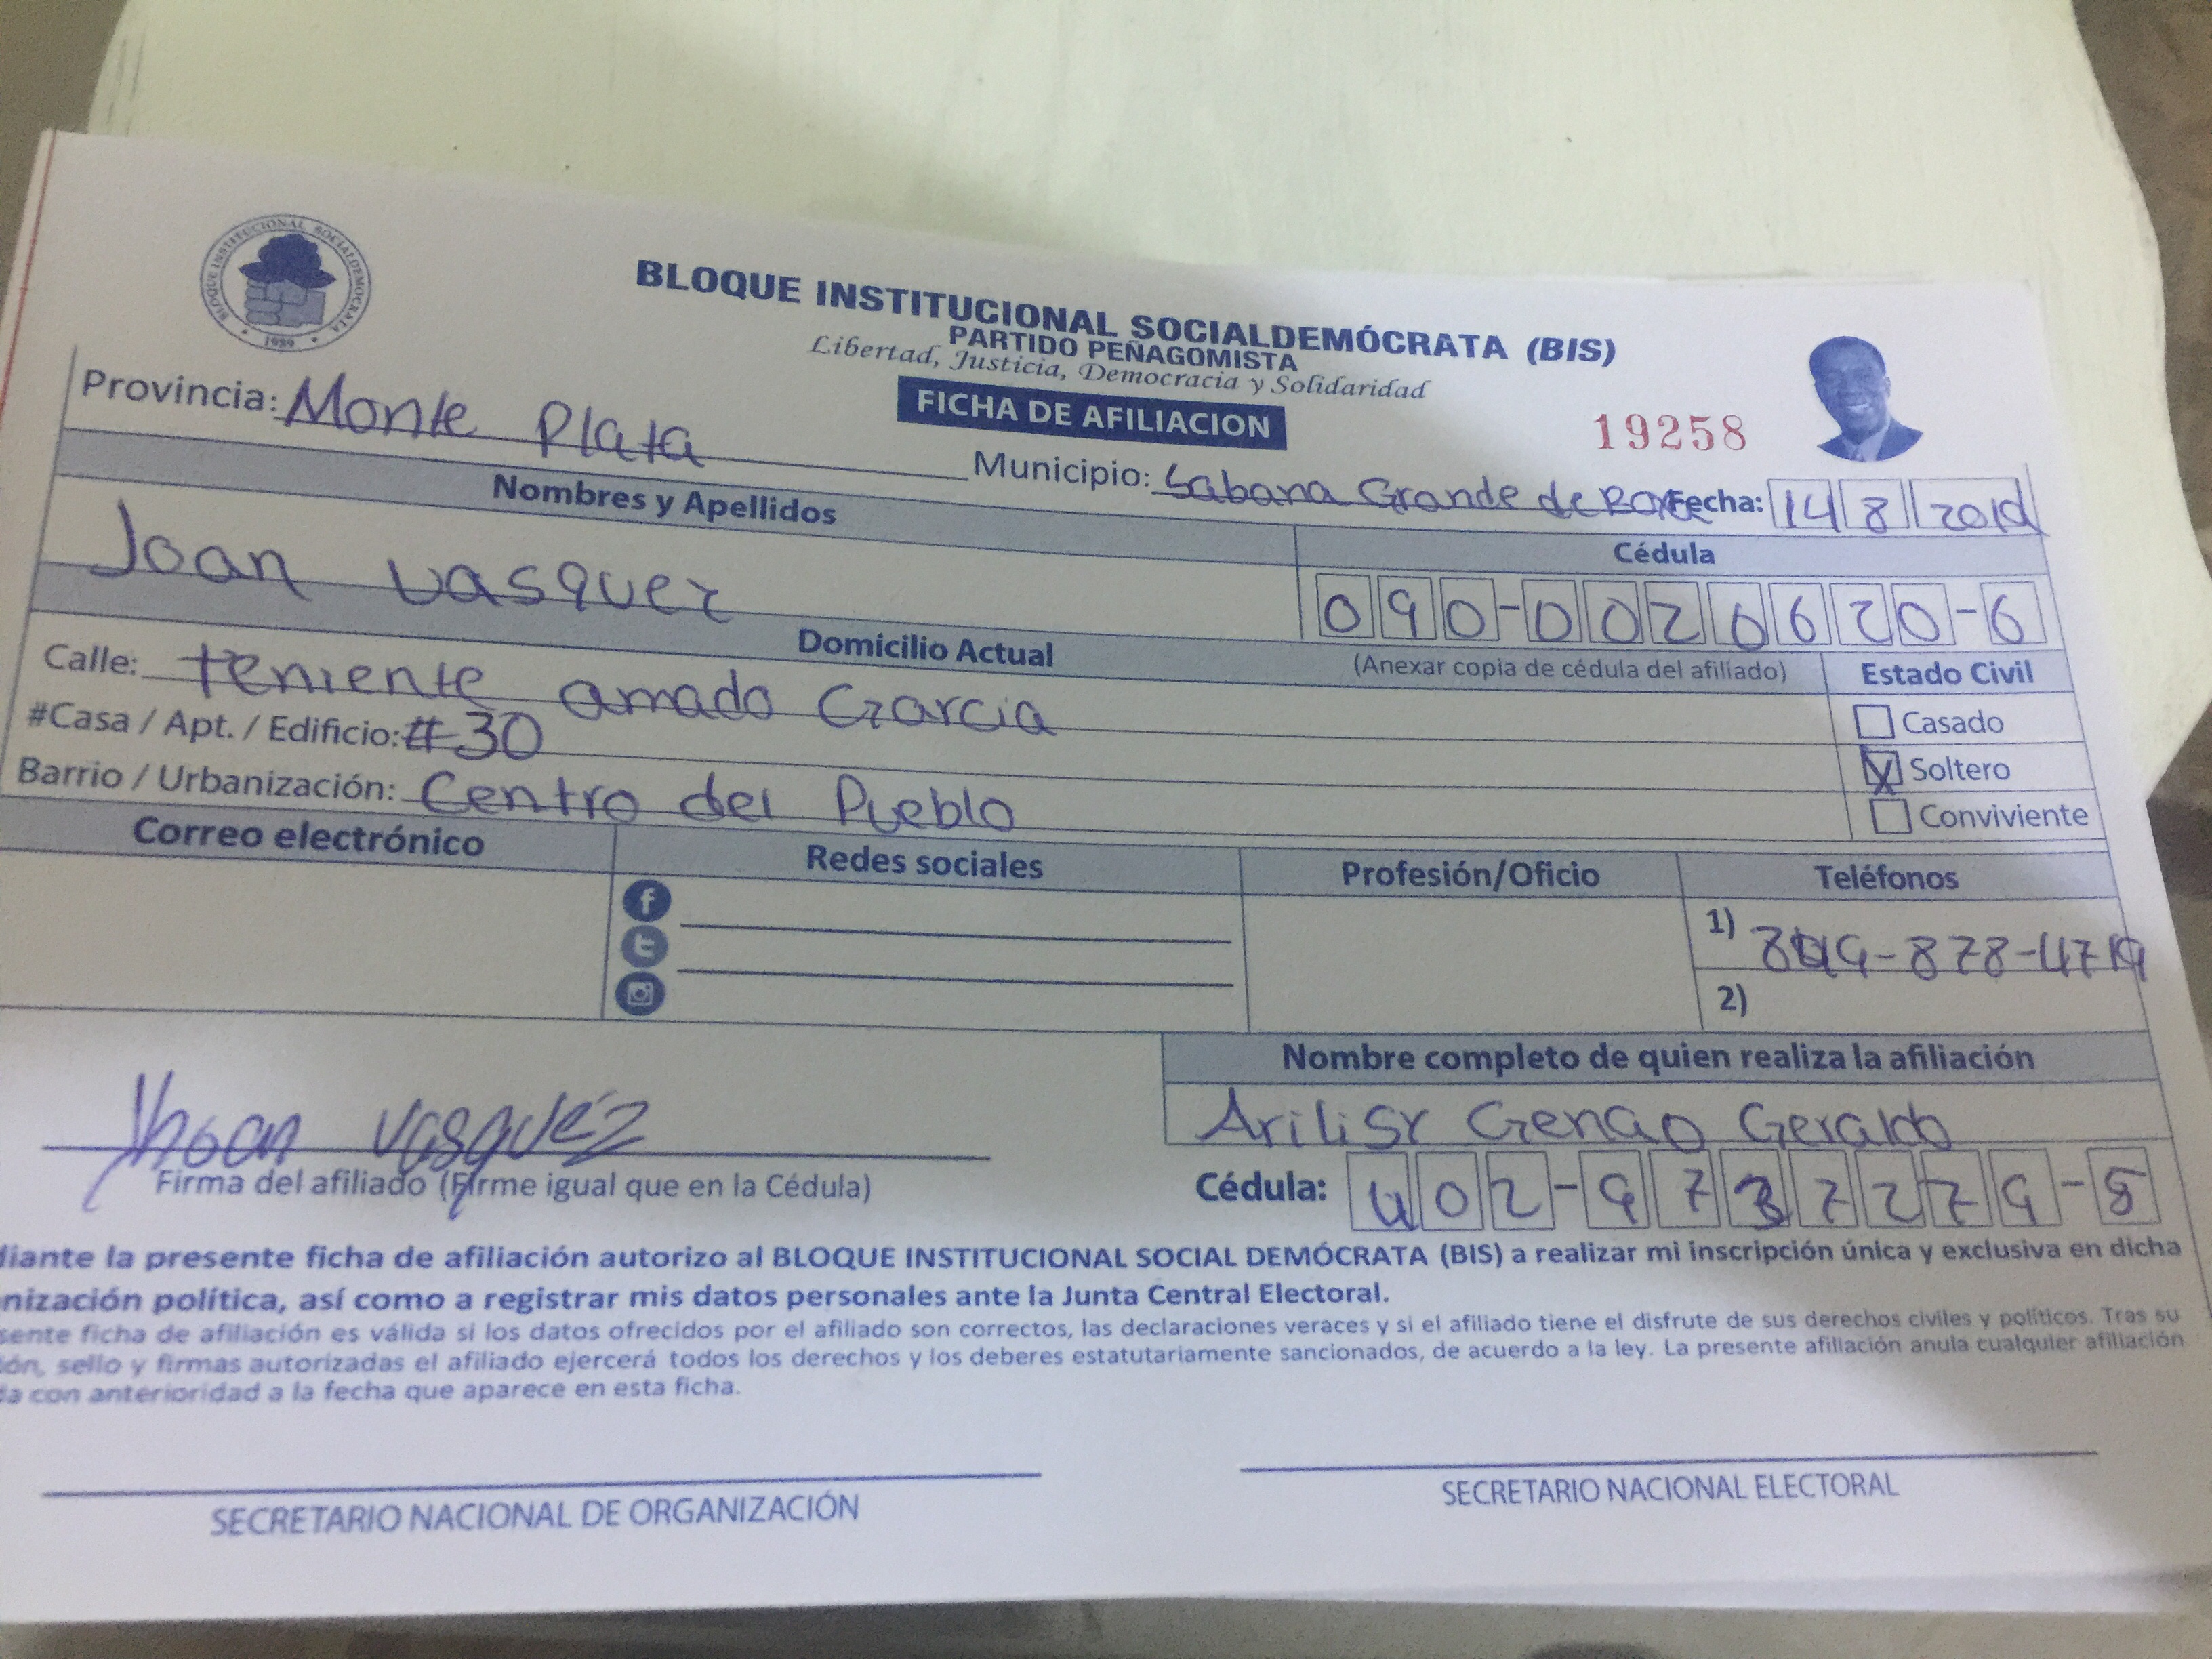 BLOQUE INSTITUCIONAL SOCIALDEMOCRATA
1989
BLOQUE INSTITUCIONAL SOCIALDEMÓCRATA (BIS)
PARTIDO PEÑAGOMISTA
Libertad, Justicia, Democracia y Solidaridad
FICHA DE AFILIACION
19258
Provincia: Monte Plata
Municipio: Sabana Grande de Fecha: 14 8 2019
Nombres y Apellidos
Cédula
Joan Vasquez
090-0020620-6
Domicilio Actual
(Anexar copia de cédula del afiliado)
Estado Civil
Calle: teniente amado Garcia
Casado
#Casa / Apt. / Edificio: #30
X Soltero
Barrio / Urbanización: Centro del Pueblo
Conviviente
Correo electrónico
Redes sociales
Profesión/Oficio
Teléfonos
1)
2)
Nombre completo de quien realiza la afiliación
Jhoan Vasquéz
Genao Geraldo
Firma del afiliado (Firme igual que en la Cédula)
Cédula: 402-9737279-8
diante la presente ficha de afiliación autorizo al BLOQUE INSTITUCIONAL SOCIAL DEMÓCRATA (BIS) a realizar mi inscripción única y exclusiva en dicha
nización política, así como a registrar mis datos personales ante la Junta Central Electoral.
sente ficha de afiliación es válida si los datos ofrecidos por el afiliado son correctos, las declaraciones veraces y si el afiliado tiene el disfrute de sus derechos civiles y políticos. Tras su
ión, sello y firmas autorizadas el afiliado ejercerá todos los derechos y los deberes estatutariamente sancionados, de acuerdo a la ley. La presente afiliación anula cualquier afiliación
da con anterioridad a la fecha que aparece en esta ficha.
SECRETARIO NACIONAL DE ORGANIZACIÓN
SECRETARIO NACIONAL ELECTORAL